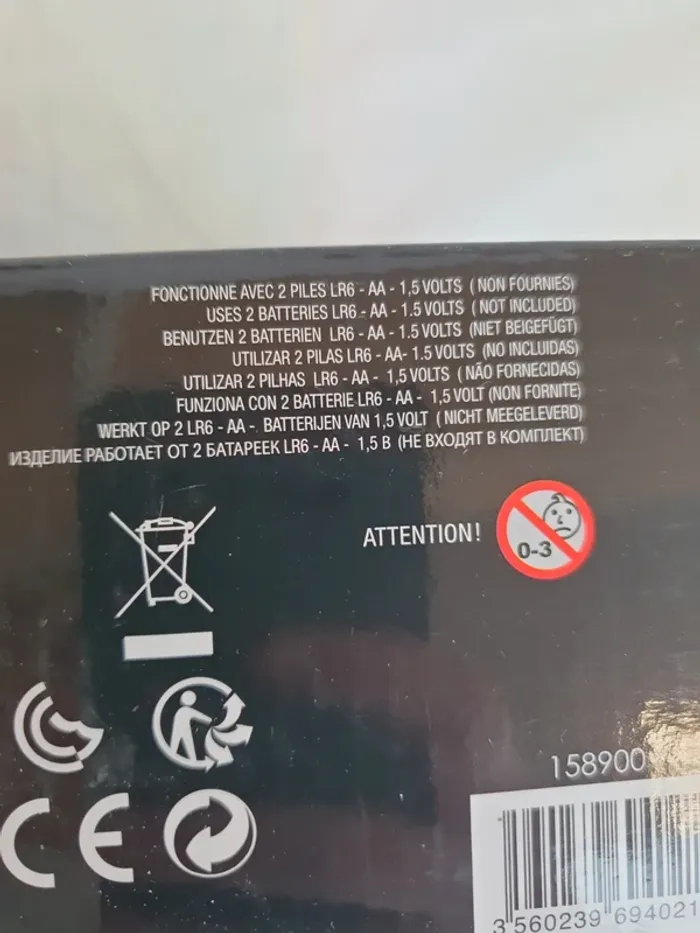 FONCTIONNE AVEC 2 PILES LR6 - AA - 1,5 VOLTS ( NON FOURNIES)
USES 2 BATTERIES LR6 - AA - 1.5 VOLTS ( NOT INCLUDED)
BENUTZEN 2 BATTERIEN LR6 - AA - 1.5 VOLTS (NIET BEIGEFÜGT)
UTILIZAR 2 PILAS LR6 - AA- 1.5 VOLTS (NO INCLUIDAS)
UTILIZAR 2 PILHAS LR6 - AA - 1,5 VOLTS ( NÃO FORNECIDAS)
FUNZIONA CON 2 BATTERIE LR6 - AA - 1,5 VOLT (NON FORNITE)
WERKT OP 2 LR6 - AA -. BATTERIJEN VAN 1,5 VOLT ( NICHT MEEGELEVERD)
ИЗДЕЛИЕ РАБОТАЕТ ОТ 2 БАТАРЕЕК LR6 - AA - 1,5 В (НЕ ВХОДЯТ В КОМПЛЕКТ)
ATTENTION!
0-3
CE
158900
3 560239 694021